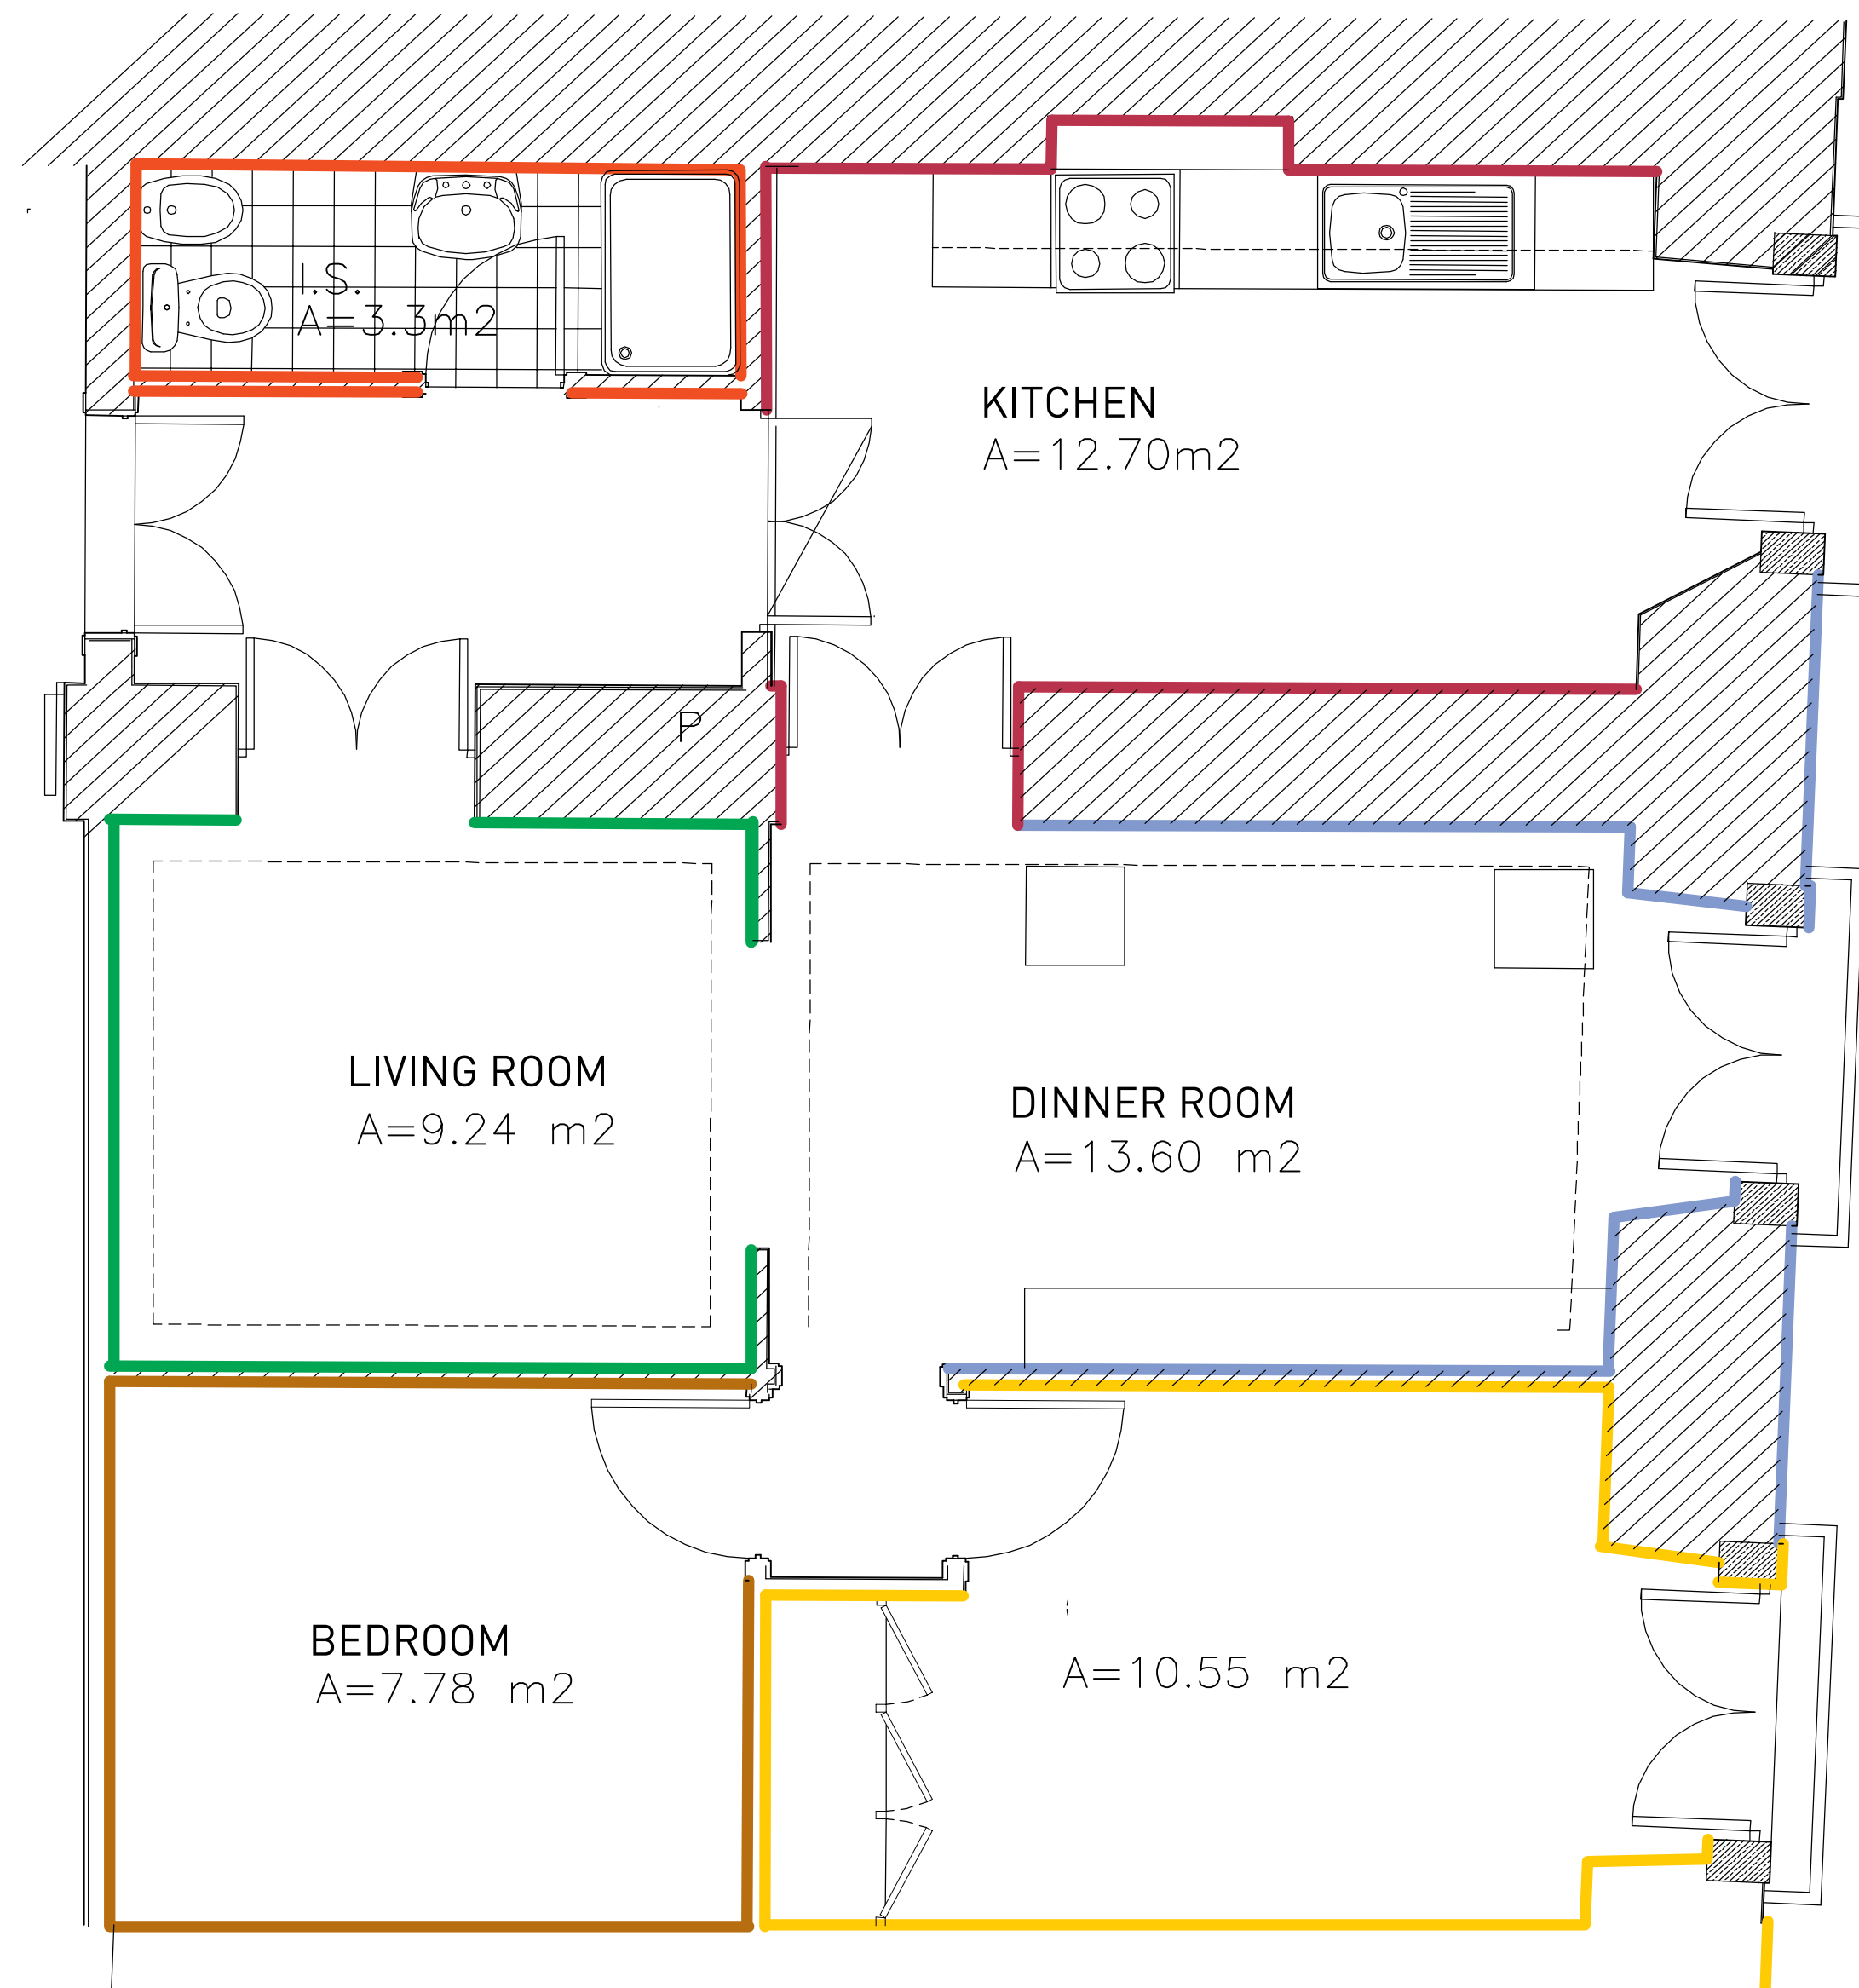 I.S.
A=3.3m2
KITCHEN
A=12.70m2
P
LIVING ROOM
A=9.24 m2
DINNER ROOM
A=13.60 m2
BEDROOM
A=7.78 m2
A=10.55 m2